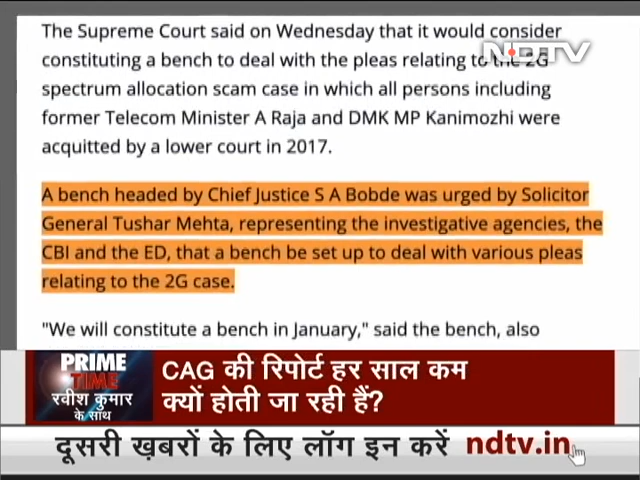 The Supreme Court said on Wednesday that it would consider
NDTV
constituting a bench to deal with the pleas relating to the 2G
spectrum allocation scam case in which all persons including
former Telecom Minister A Raja and DMK MP Kanimozhi were
acquitted by a lower court in 2017.
A bench headed by Chief Justice S A Bobde was urged by Solicitor
General Tushar Mehta, representing the investigative agencies, the
CBI and the ED, that a bench be set up to deal with various pleas
relating to the 2G case.
"We will constitute a bench in January," said the bench, also
PRIME
TIME
रवीश कुमार
के साथ
CAG की रिपोर्ट हर साल कम
क्यों होती जा रही हैं?
दूसरी ख़बरों के लिए लॉग इन करें ndtv.in